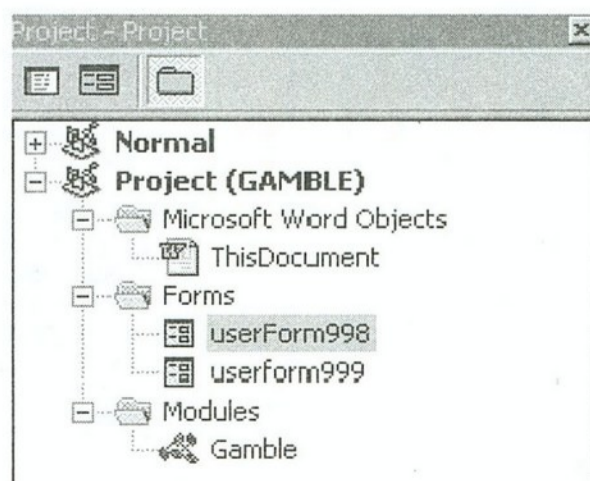 Project - Project
Normal
Project (GAMBLE)
Microsoft Word Objects
ThisDocument
Forms
userForm998
userform999
Modules
Gamble